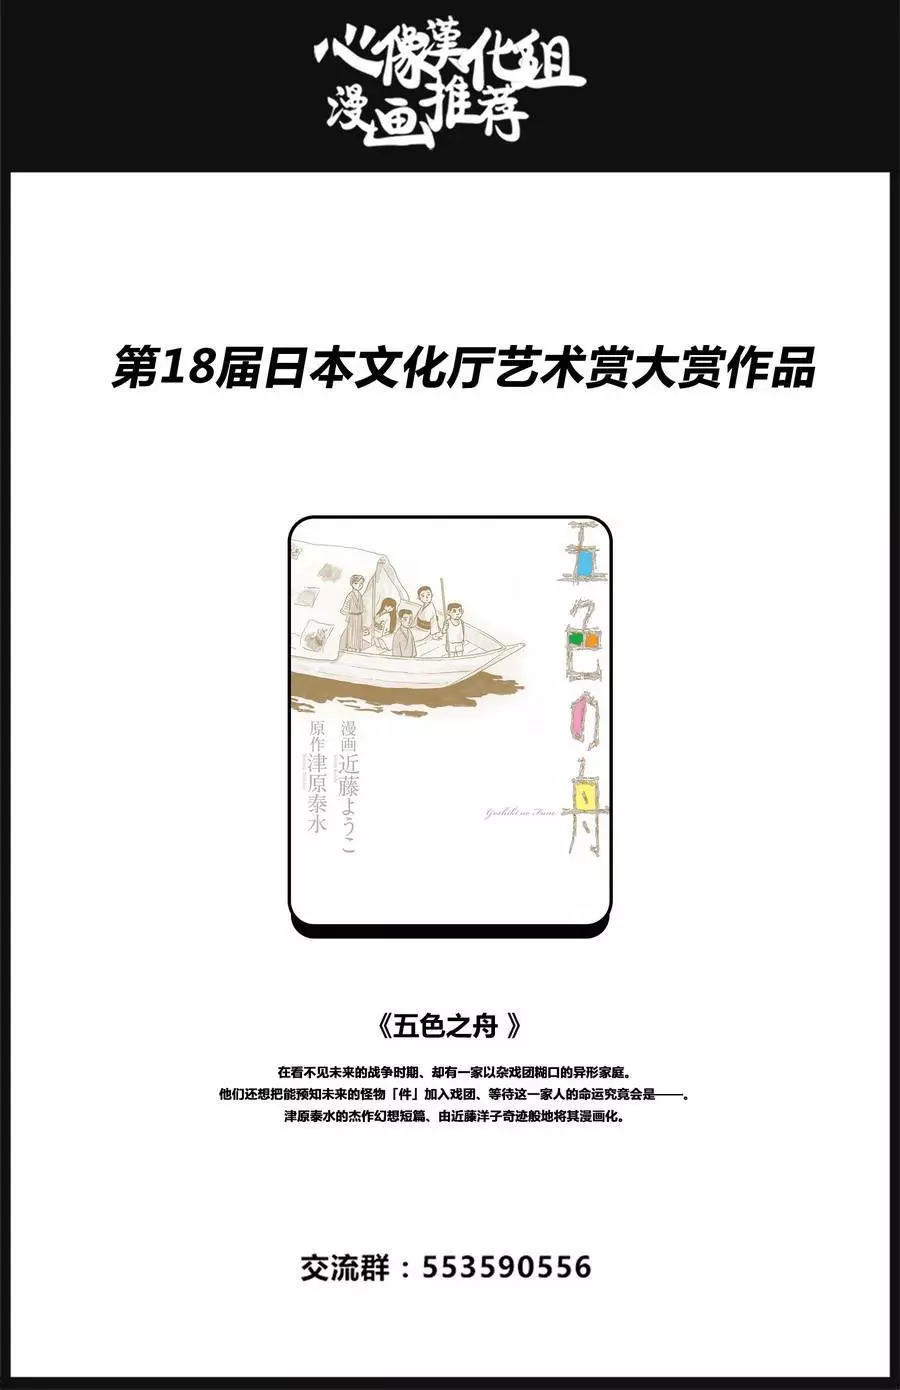 心像漢化组
漫画推荐
第18届日本文化厅艺术赏大赏作品
五色の舟
漫画 近藤ようこ
原作 津原泰水
Goshiki no Fune
《五色之舟 》
在看不见未来的战争时期、却有一家以杂戏团糊口的异形家庭。
他们还想把能预知未来的怪物「件」加入戏团、等待这一家人的命运究竟会是——。
津原泰水的杰作幻想短篇、由近藤洋子奇迹般地将其漫画化。
交流群：553590556